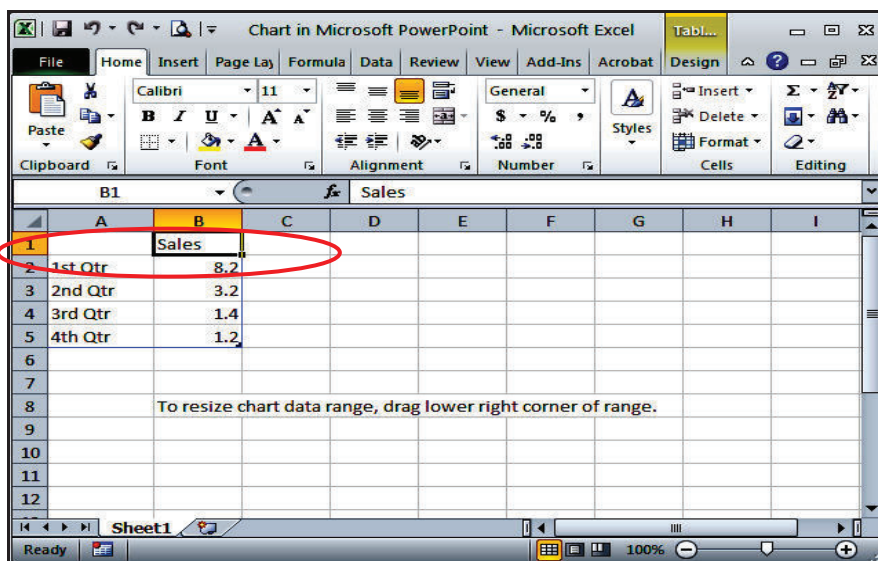 Chart in Microsoft PowerPoint - Microsoft Excel Tabl...
File Home Insert Page Lay Formula Data Review View Add-Ins Acrobat Design
Calibri 11 General Insert
B I U A A $ % , Styles Delete
Paste A Format
Clipboard Font Alignment Number Cells Editing
B1 fx Sales
A B C D E F G H I
1 Sales
2 1st Qtr 8.2
3 2nd Qtr 3.2
4 3rd Qtr 1.4
5 4th Qtr 1.2
6
7
8 To resize chart data range, drag lower right corner of range.
9
10
11
12
Sheet1
Ready 100%